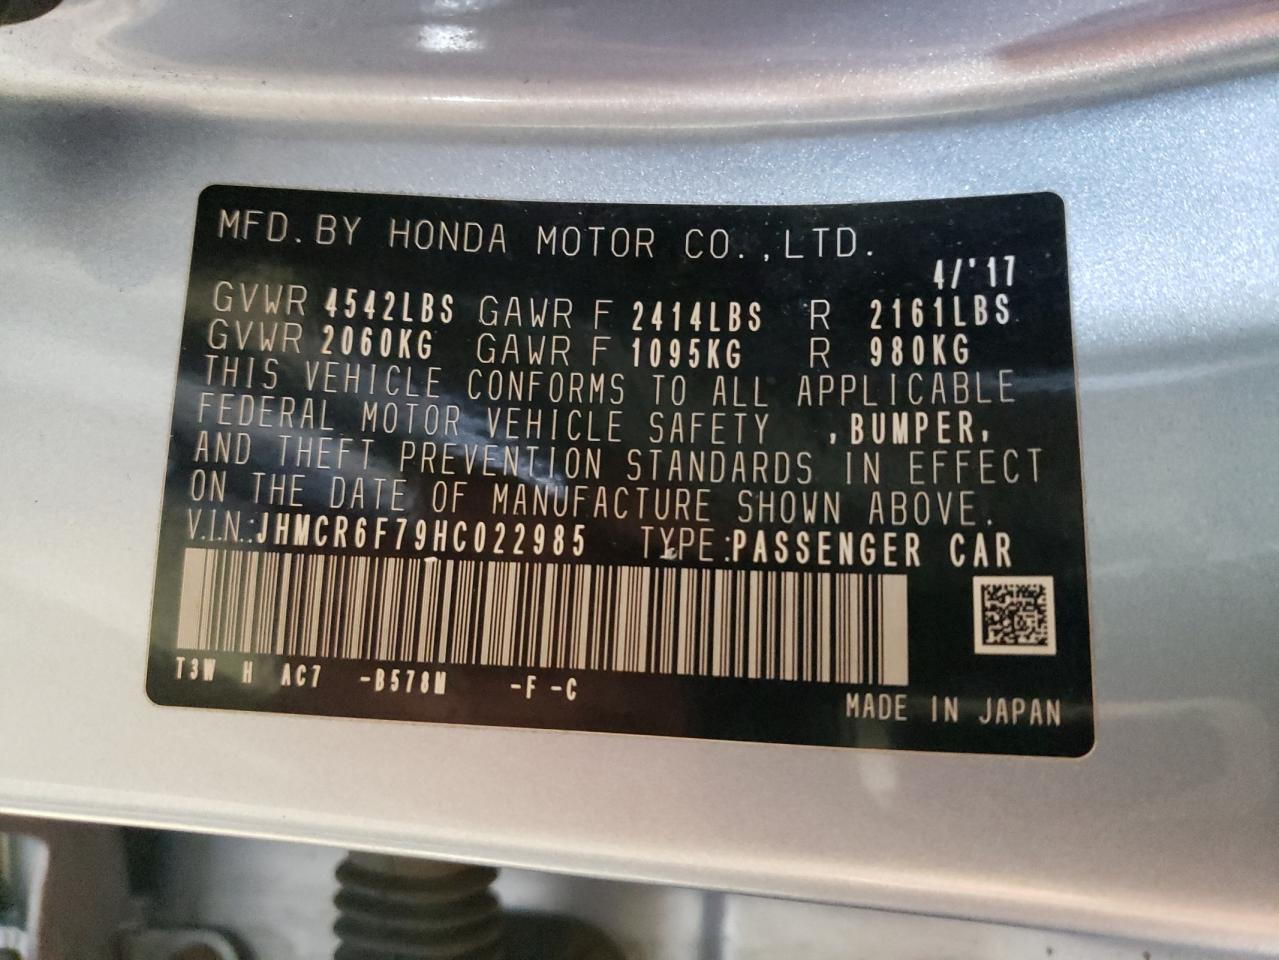 MFD. BY HONDA MOTOR CO., LTD.
4/'17
GVWR 4542LBS GAWR F 2414LBS R 2161LBS
GVWR 2060KG GAWR F 1095KG R 980KG
THIS VEHICLE CONFORMS TO ALL APPLICABLE
FEDERAL MOTOR VEHICLE SAFETY ,BUMPER,
AND THEFT PREVENTION STANDARDS IN EFFECT
ON THE DATE OF MANUFACTURE SHOWN ABOVE.
V.I.N.:JHMCR6F79HC022985 TYPE:PASSENGER CAR
T3W H AC7 -B578M -F -C
MADE IN JAPAN